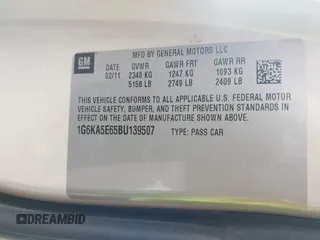 GM
MFD BY GENERAL MOTORS LLC
DATE GVWR GAWR FRT GAWR RR
02/11 2340 KG 1247 KG 1093 KG
5158 LB 2749 LB 2409 LB
THIS VEHICLE CONFORMS TO ALL APPLICABLE U.S. FEDERAL MOTOR
VEHICLE SAFETY, BUMPER, AND THEFT PREVENTION STANDARDS
IN EFFECT ON THE DATE OF MANUFACTURE SHOWN ABOVE.
1G6KA5E65BU139507 TYPE: PASS CAR
DREAMBID